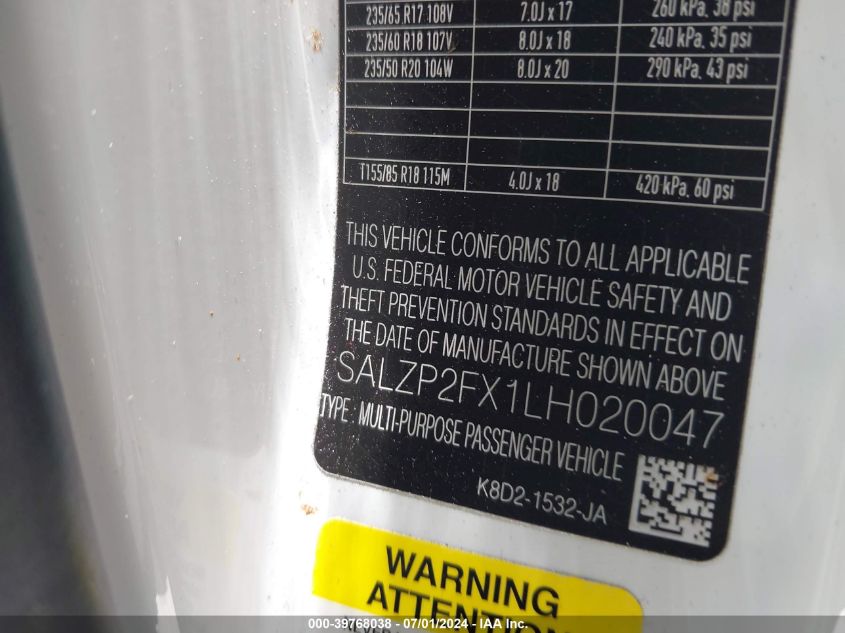 235/65 R17 108V 7.0J x 17 260 kPa, 38 psi
235/60 R18 107V 8.0J x 18 240 kPa, 35 psi
235/50 R20 104W 8.0J x 20 290 kPa, 43 psi
T155/85 R18 115M 4.0J x 18 420 kPa, 60 psi
THIS VEHICLE CONFORMS TO ALL APPLICABLE
U.S. FEDERAL MOTOR VEHICLE SAFETY AND
THEFT PREVENTION STANDARDS IN EFFECT ON
THE DATE OF MANUFACTURE SHOWN ABOVE
SALZP2FX1LH020047
TYPE: MULTI-PURPOSE PASSENGER VEHICLE
K8D2-1532-JA
WARNING
ATTENTION
000-39768038 - 07/01/2024 - IAA Inc.